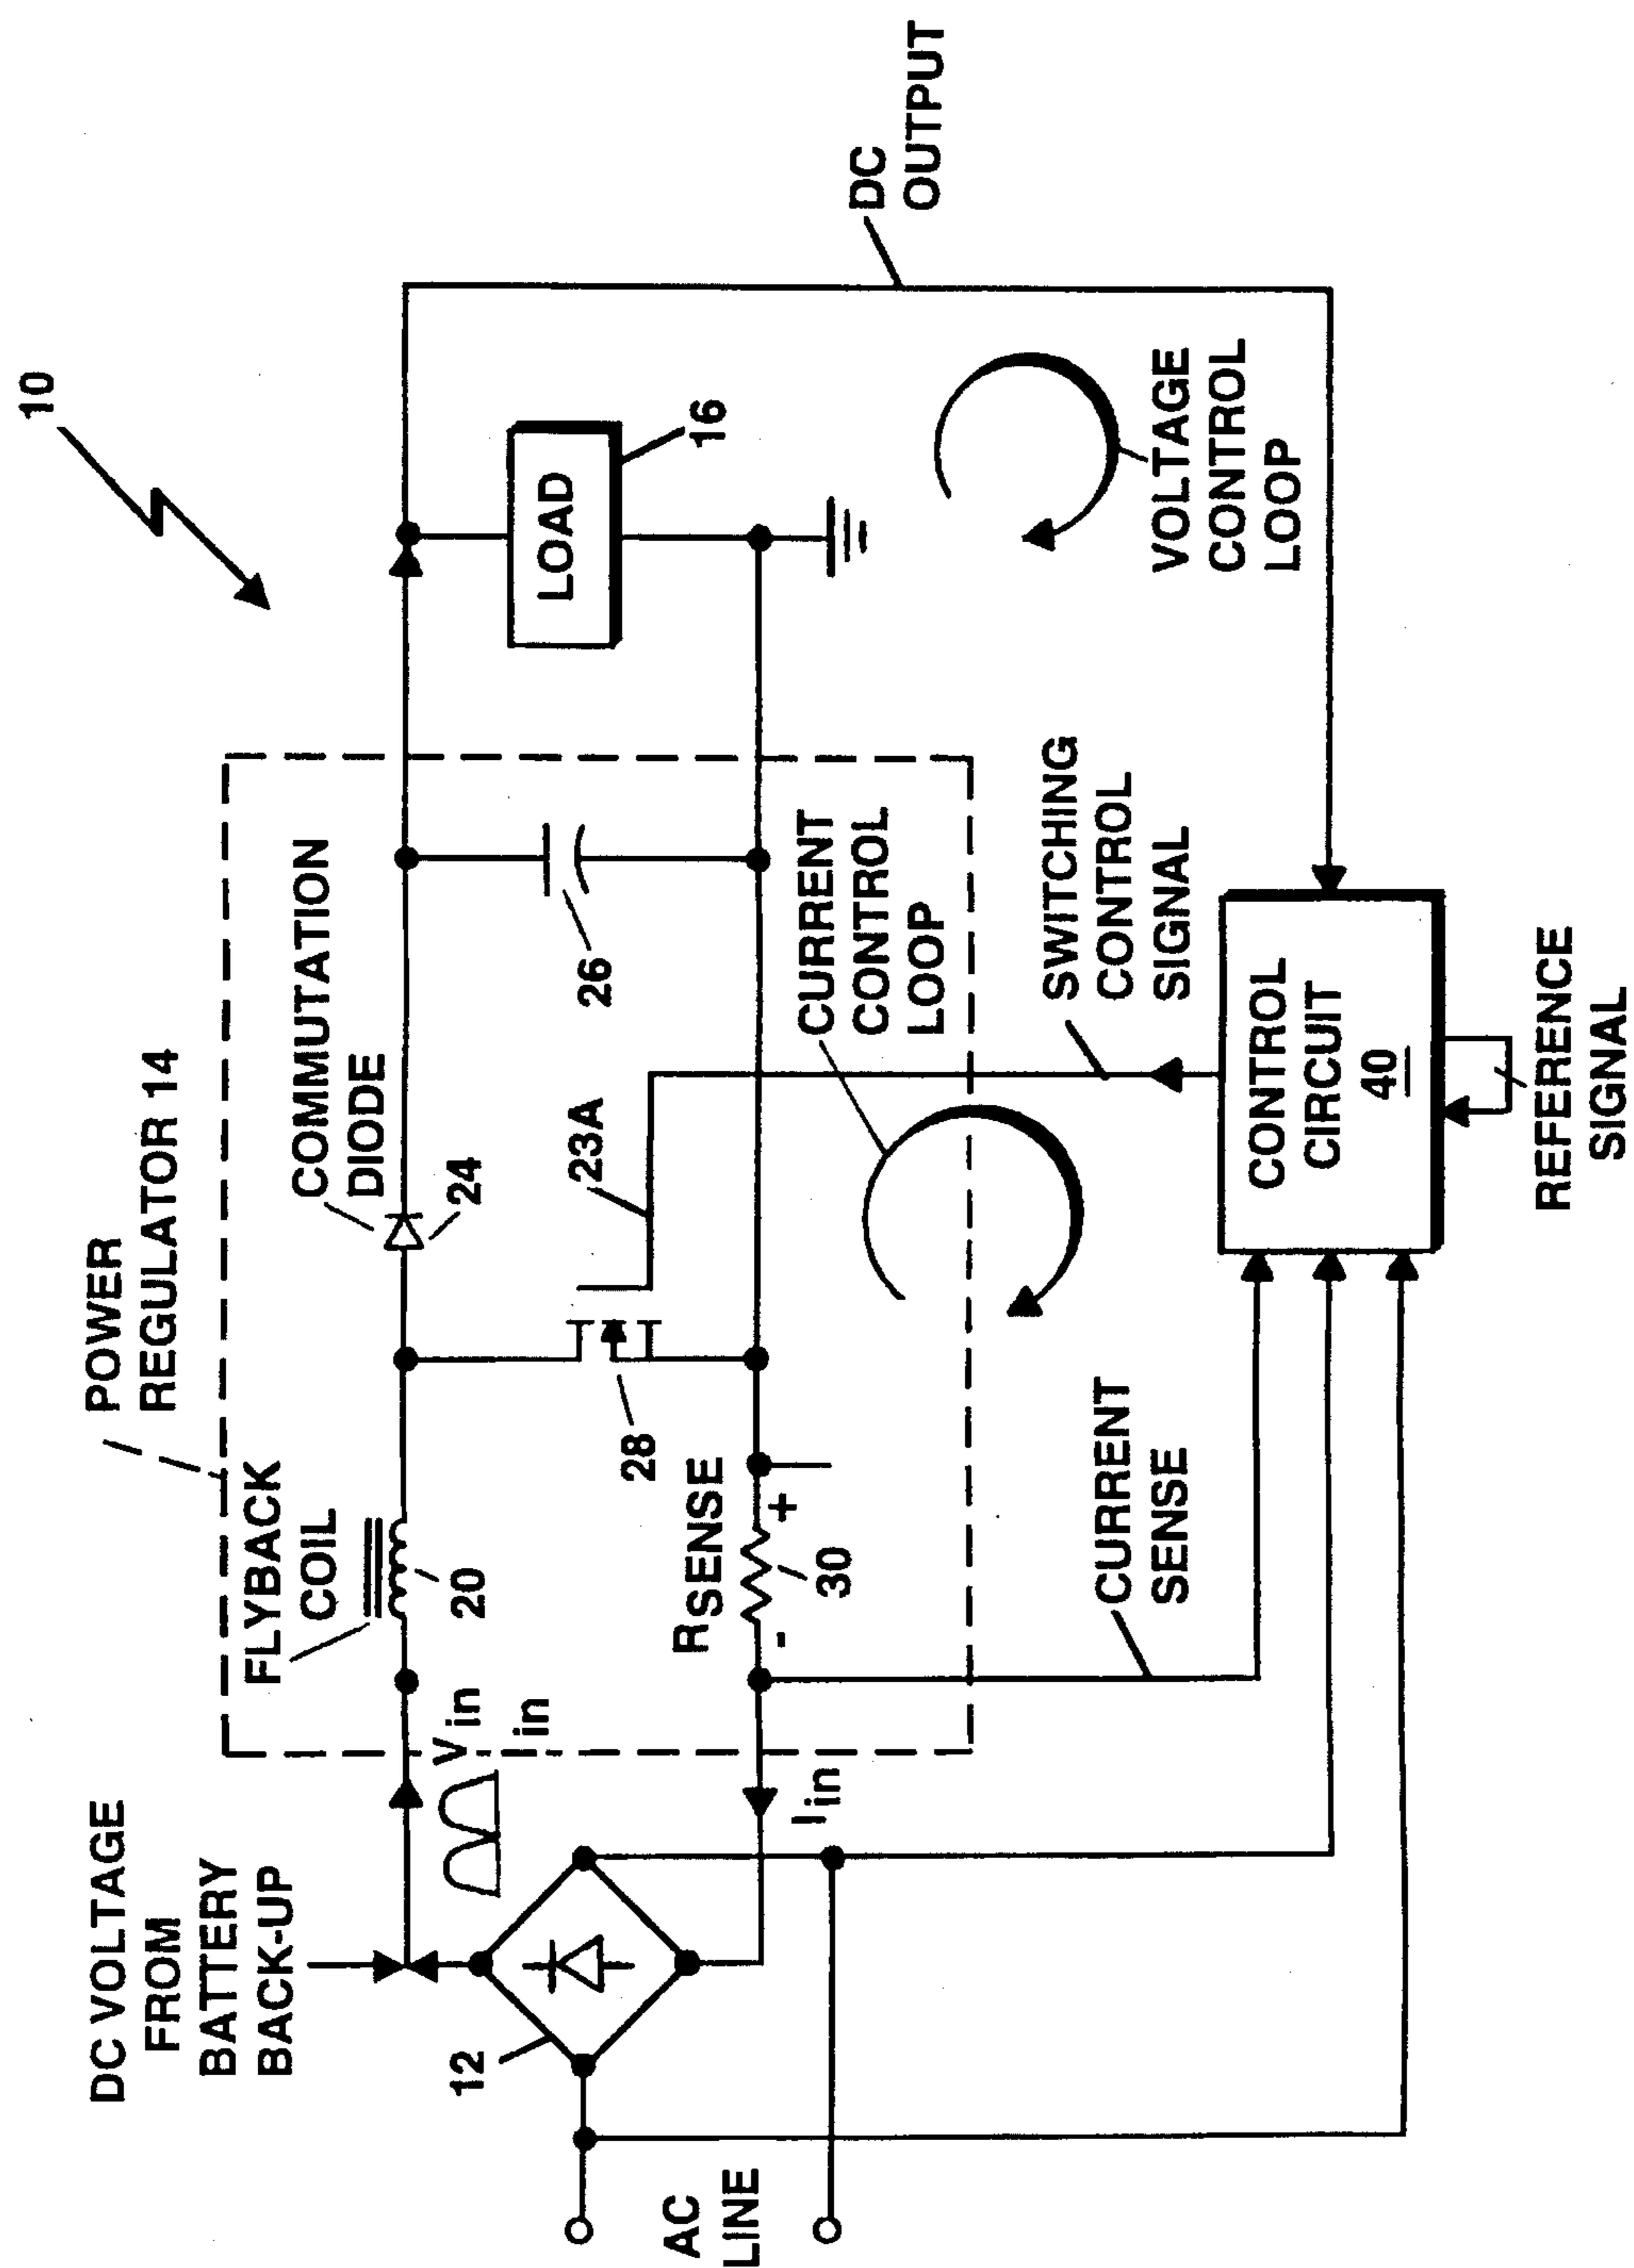 10
POWER
REGULATOR 14
DC VOLTAGE
FROM
BATTERY
BACK-UP
FLYBACK
COIL
20
COMMUTATION
DIODE
24
LOAD
16
12
Vin
Iin
28
23A
26
RSENSE
-
+
30
Iin
CURRENT
CONTROL
LOOP
DC
OUTPUT
AC
LINE
CURRENT
SENSE
SWITCHING
CONTROL
SIGNAL
VOLTAGE
CONTROL
LOOP
CONTROL
CIRCUIT
40
REFERENCE
SIGNAL